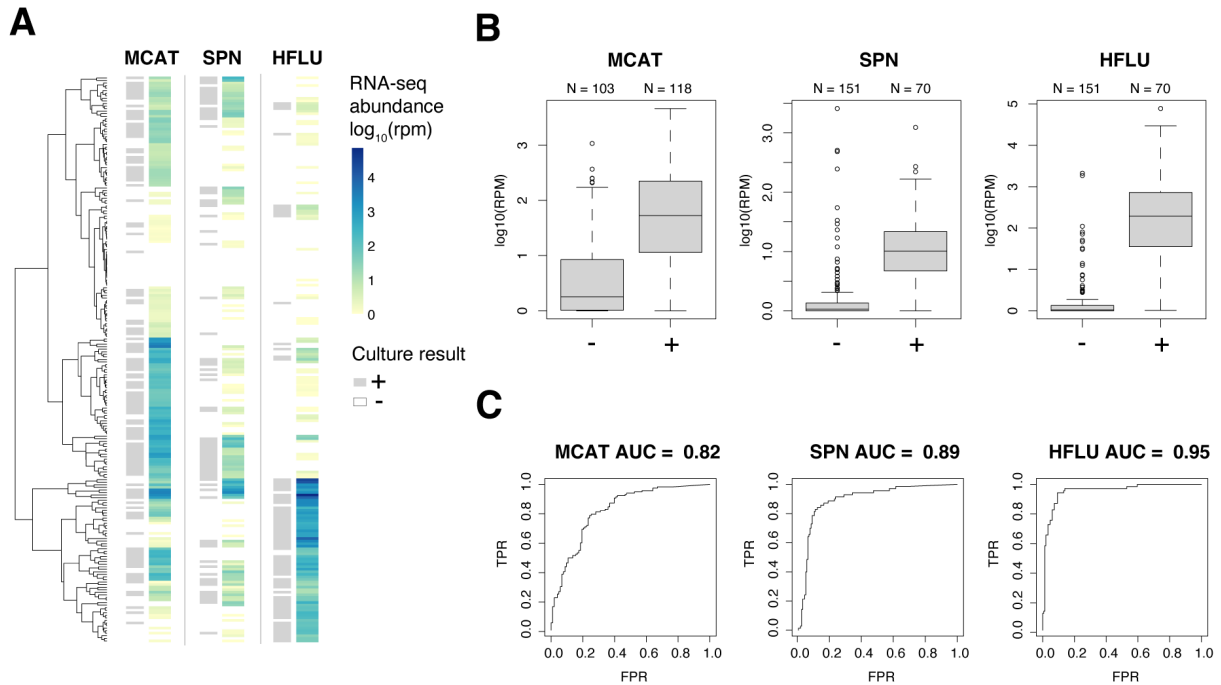 A
MCAT SPN HFLU
RNA-seq
abundance
log10(rpm)
4
3
2
1
0
Culture result
+
-
B
MCAT
N = 103 N = 118
log10(RPM)
3
2
1
0
- +
SPN
N = 151 N = 70
log10(RPM)
3.0
2.0
1.0
0.0
- +
HFLU
N = 151 N = 70
log10(RPM)
5
4
3
2
1
0
- +
C
MCAT AUC = 0.82
TPR
1.0
0.8
0.6
0.4
0.2
0.0
0.0 0.2 0.4 0.6 0.8 1.0
FPR
SPN AUC = 0.89
TPR
1.0
0.8
0.6
0.4
0.2
0.0
0.0 0.2 0.4 0.6 0.8 1.0
FPR
HFLU AUC = 0.95
TPR
1.0
0.8
0.6
0.4
0.2
0.0
0.0 0.2 0.4 0.6 0.8 1.0
FPR